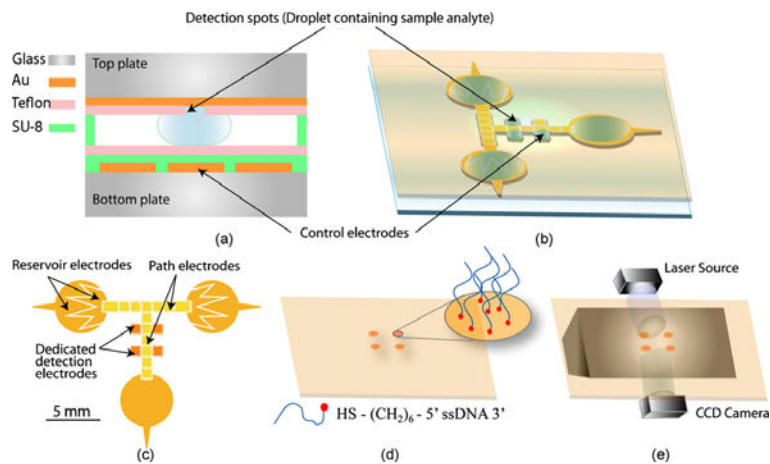 Detection spots (Droplet containing sample analyte)
Glass
Au
Teflon
SU-8
Top plate
Bottom plate
(a)
Control electrodes
(b)
Reservoir electrodes
Path electrodes
Dedicated
detection
electrodes
5 mm
(c)
HS - (CH2)6 - 5' ssDNA 3'
(d)
Laser Source
CCD Camera
(e)